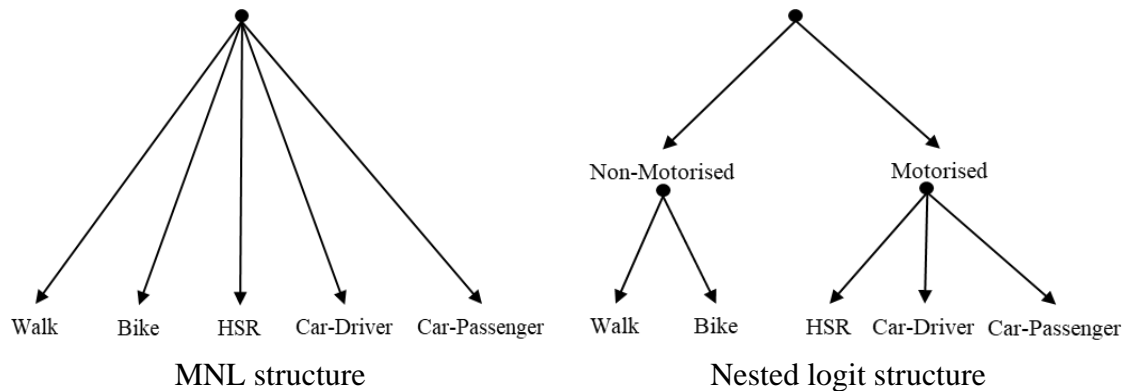 Non-Motorised Motorised
Walk Bike HSR Car-Driver Car-Passenger Walk Bike HSR Car-Driver Car-Passenger
MNL structure Nested logit structure